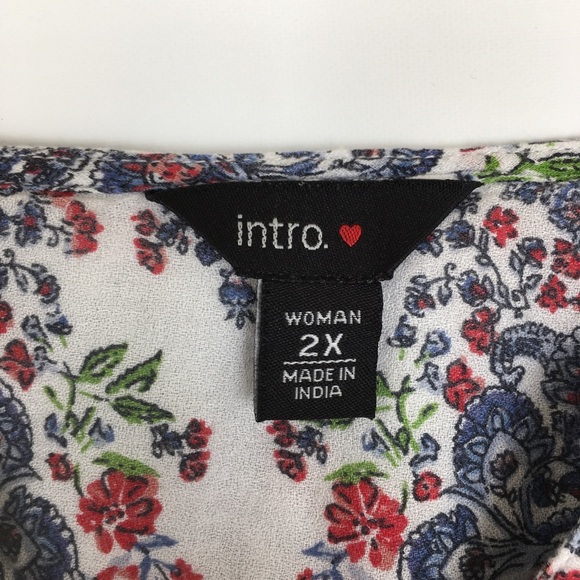 intro.
WOMAN
2X
MADE IN
INDIA